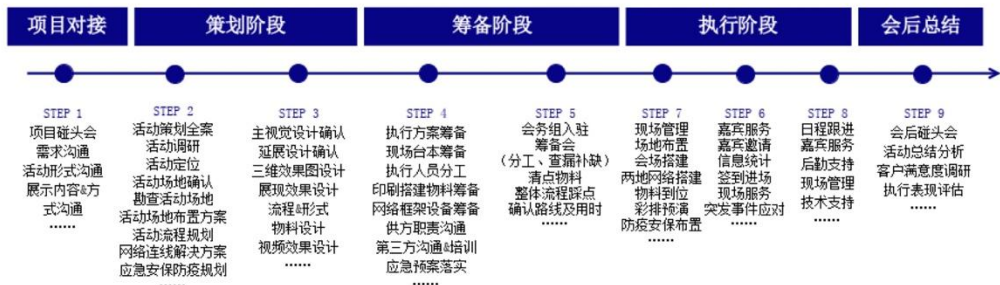 项目对接
策划阶段
筹备阶段
执行阶段
会后总结
STEP 1
项目碰头会
需求沟通
活动形式沟通
展示内容&方
式沟通
……
STEP 2
活动策划全案
活动调研
活动定位
活动场地确认
勘查活动场地
活动场地布置方案
活动流程规划
网络连线解决方案
应急安保防疫规划
……
STEP 3
主视觉设计确认
延展设计确认
三维效果图设计
展现效果设计
流程&形式
物料设计
视频效果设计
……
STEP 4
执行方案筹备
现场台本筹备
执行人员分工
印刷搭建物料筹备
网络框架设备筹备
供方职责沟通
第三方沟通&培训
应急预案落实
……
STEP 5
会务组入驻
筹备会
(分工、查漏补缺)
清点物料
整体流程踩点
确认路线及用时
……
STEP 7
现场管理
场地布置
会场搭建
两地网络搭建
物料到位
彩排预演
防疫安保布置
……
STEP 6
嘉宾服务
嘉宾邀请
信息统计
签到进场
现场服务
突发事件应对
……
STEP 8
日程跟进
嘉宾服务
后勤支持
现场管理
技术支持
……
STEP 9
会后碰头会
活动总结分析
客户满意度调研
执行表现评估
……